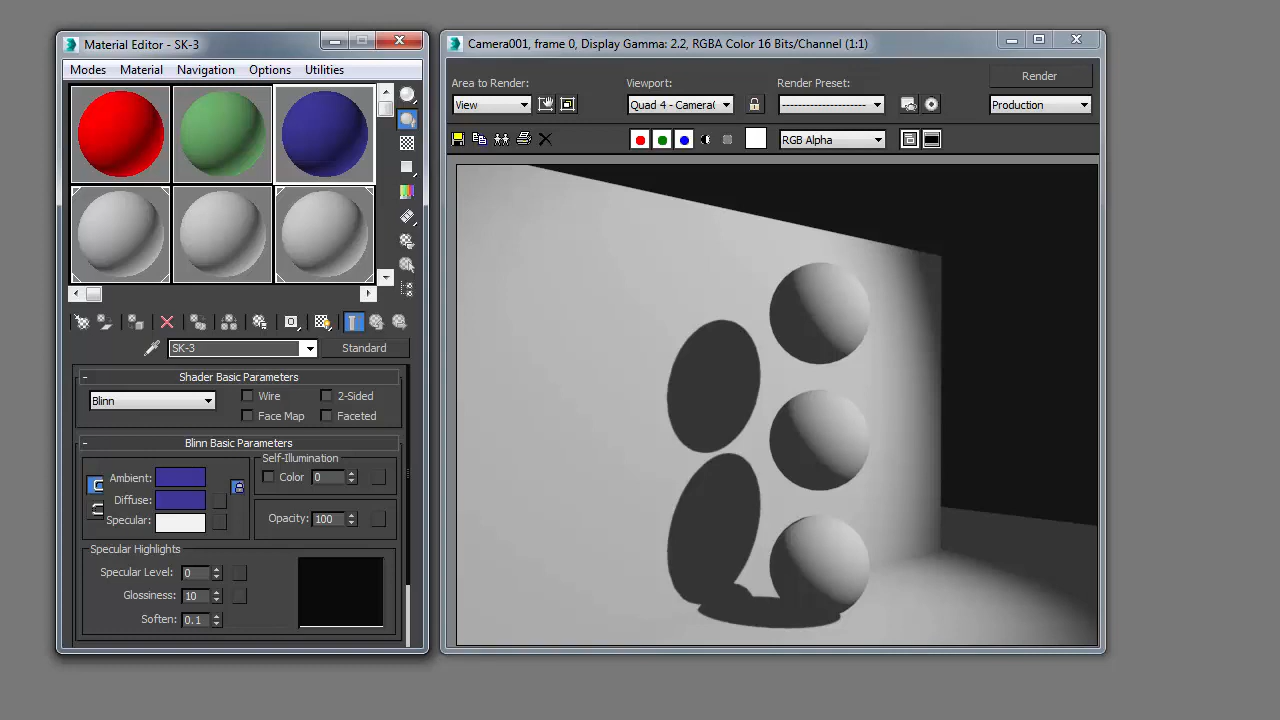 Material Editor - SK-3
Modes Material Navigation Options Utilities
SK-3 Standard
Shader Basic Parameters
Blinn
Wire 2-Sided
Face Map Faceted
Blinn Basic Parameters
Ambient:
Diffuse:
Specular:
Self-Illumination
Color 0
Opacity: 100
Specular Highlights
Specular Level: 0
Glossiness: 10
Soften: 0.1
Camera001, frame 0, Display Gamma: 2.2, RGBA Color 16 Bits/Channel (1:1)
Area to Render: Viewport: Render Preset: Render
View Quad 4 - Camera( Production
RGB Alpha